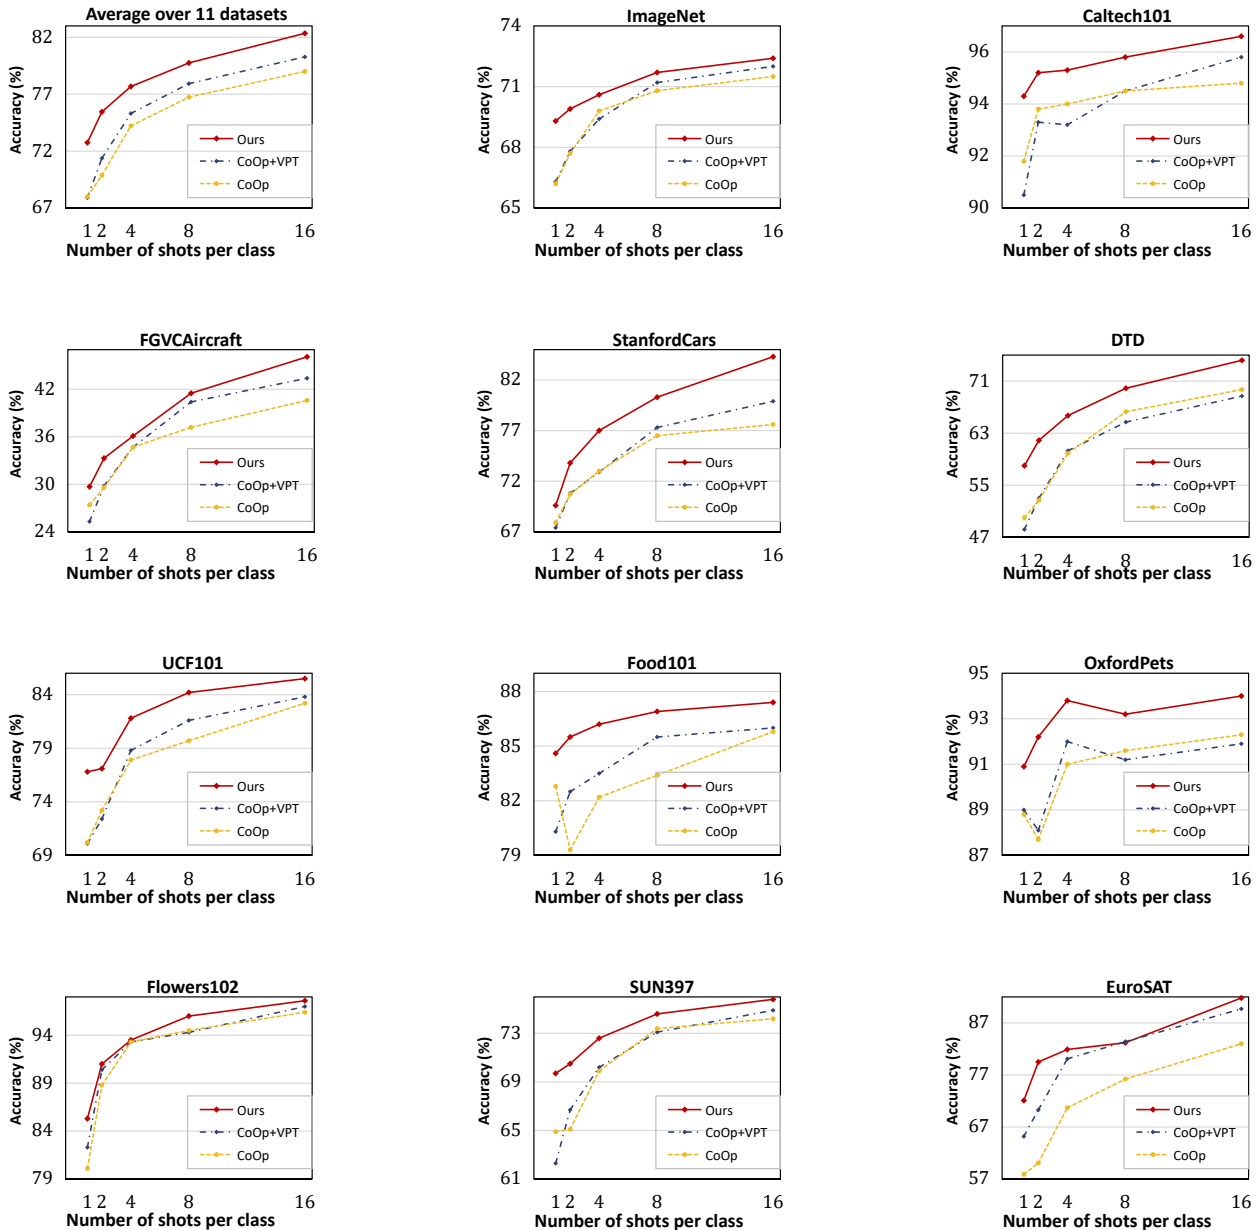 Average over 11 datasets
Accuracy (%)
82
77
72
67
Ours
CoOp+VPT
CoOp
1 2 4 8 16
Number of shots per class
ImageNet
Accuracy (%)
74
71
68
65
Ours
CoOp+VPT
CoOp
1 2 4 8 16
Number of shots per class
Caltech101
Accuracy (%)
96
94
92
90
Ours
CoOp+VPT
CoOp
1 2 4 8 16
Number of shots per class
FGVCAircraft
Accuracy (%)
42
36
30
24
Ours
CoOp+VPT
CoOp
1 2 4 8 16
Number of shots per class
StanfordCars
Accuracy (%)
82
77
72
67
Ours
CoOp+VPT
CoOp
1 2 4 8 16
Number of shots per class
DTD
Accuracy (%)
71
63
55
47
Ours
CoOp+VPT
CoOp
1 2 4 8 16
Number of shots per class
UCF101
Accuracy (%)
84
79
74
69
Ours
CoOp+VPT
CoOp
1 2 4 8 16
Number of shots per class
Food101
Accuracy (%)
88
85
82
79
Ours
CoOp+VPT
CoOp
1 2 4 8 16
Number of shots per class
OxfordPets
Accuracy (%)
95
93
91
89
87
Ours
CoOp+VPT
CoOp
1 2 4 8 16
Number of shots per class
Flowers102
Accuracy (%)
94
89
84
79
Ours
CoOp+VPT
CoOp
1 2 4 8 16
Number of shots per class
SUN397
Accuracy (%)
73
69
65
61
Ours
CoOp+VPT
CoOp
1 2 4 8 16
Number of shots per class
EuroSAT
Accuracy (%)
87
77
67
57
Ours
CoOp+VPT
CoOp
1 2 4 8 16
Number of shots per class